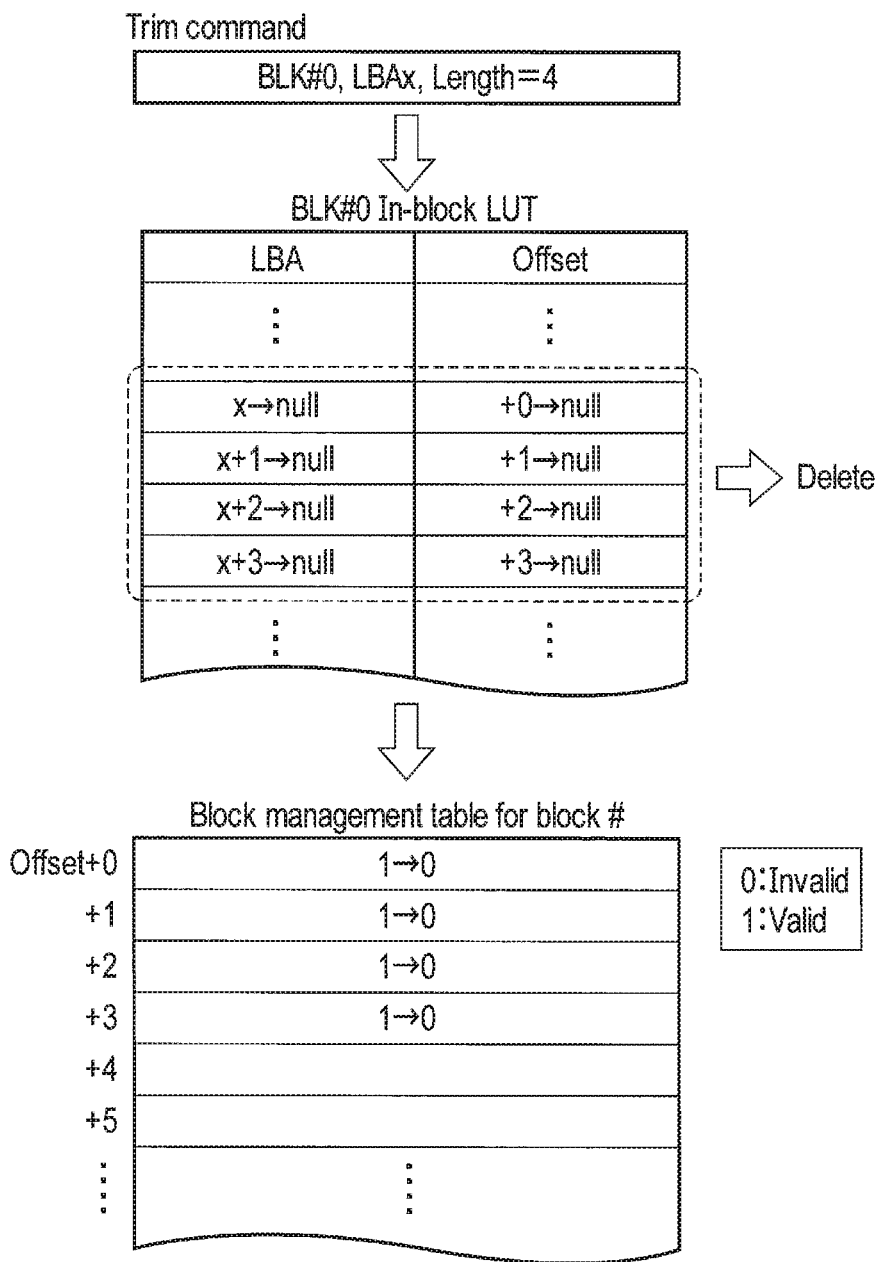 Trim command
BLK#0, LBAx, Length=4
BLK#0 In-block LUT
LBA Offset
x→null +0→null
x+1→null +1→null
x+2→null +2→null
x+3→null +3→null
Delete
Block management table for block #
Offset+0 1→0
+1 1→0
+2 1→0
+3 1→0
+4
+5
0:Invalid
1:Valid